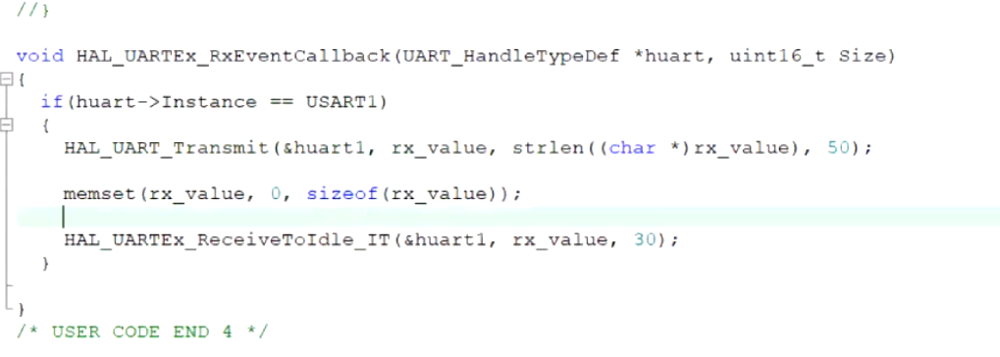 //}
void HAL_UARTEx_RxEventCallback(UART_HandleTypeDef *huart, uint16_t Size)
{
if(huart->Instance == USART1)
{
HAL_UART_Transmit(&huart1, rx_value, strlen((char *)rx_value), 50);
memset(rx_value, 0, sizeof(rx_value));
HAL_UARTEx_ReceiveToIdle_IT(&huart1, rx_value, 30);
}
}
/* USER CODE END 4 */